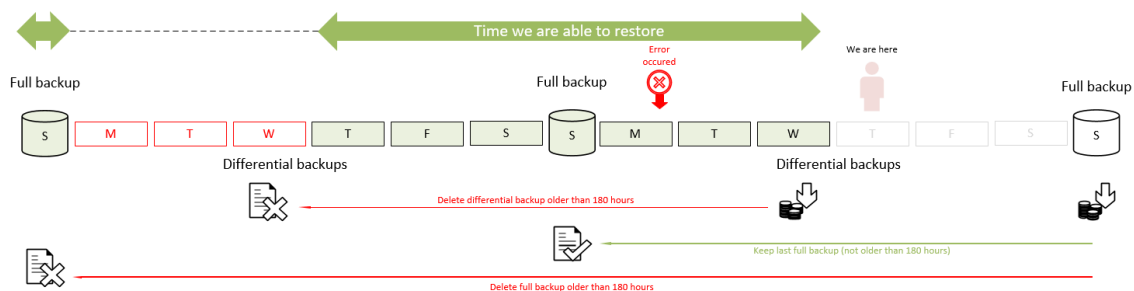 Time we are able to restore
Error
occured
We are here
Full backup
Full backup
Full backup
S
M
T
W
T
F
S
S
M
T
W
T
F
S
S
Differential backups
Differential backups
Delete differential backup older than 180 hours
Keep last full backup (not older than 180 hours)
Delete full backup older than 180 hours